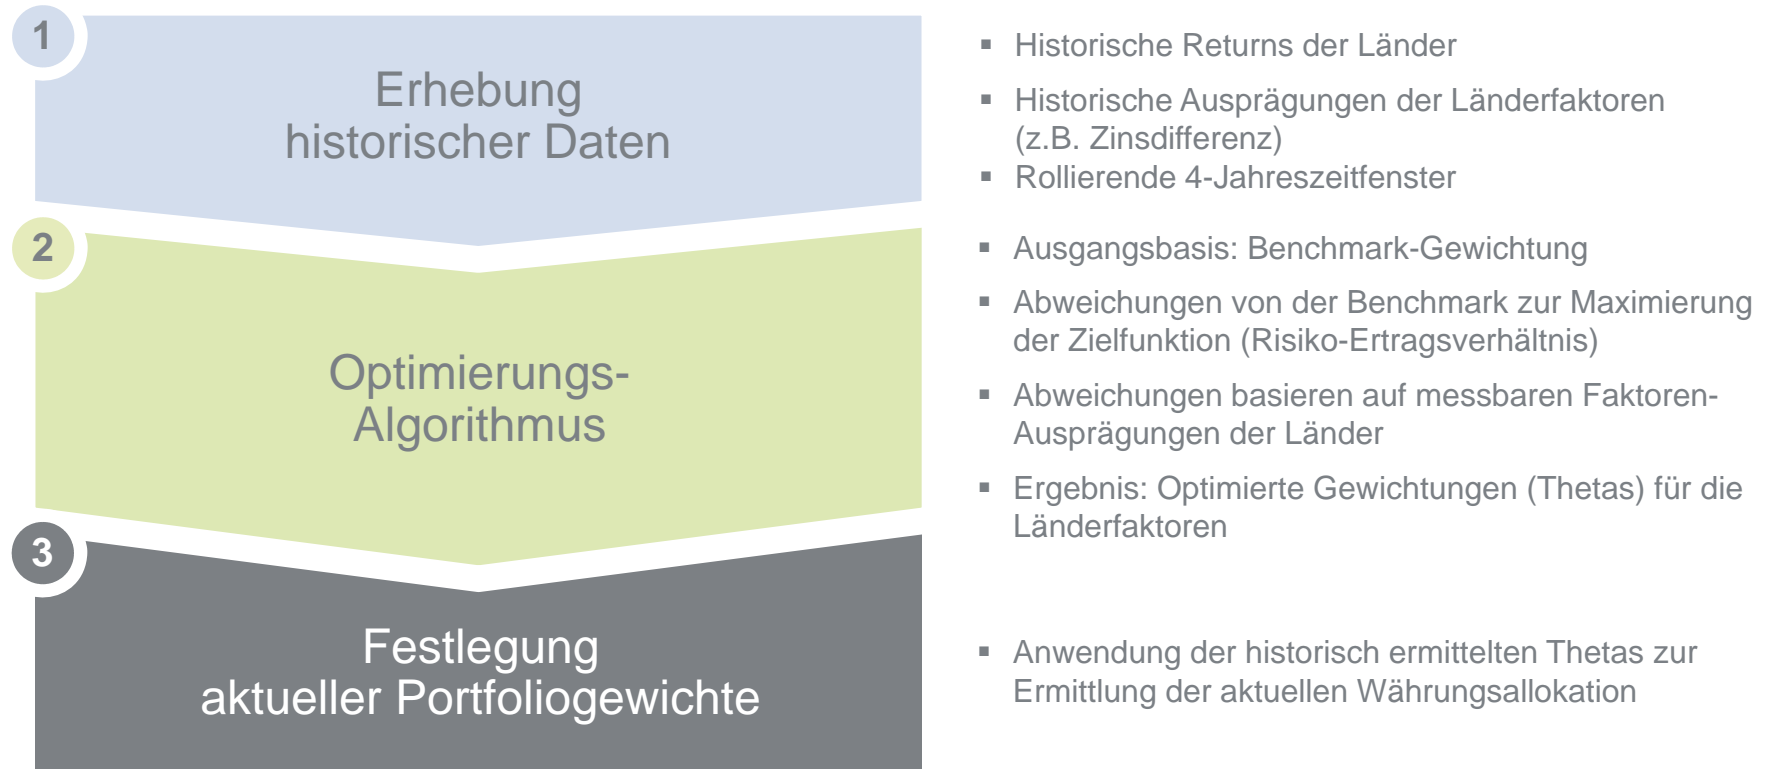 1
Erhebung
historischer Daten
▪ Historische Returns der Länder
▪ Historische Ausprägungen der Länderfaktoren
(z.B. Zinsdifferenz)
▪ Rollierende 4-Jahreszeitfenster
2
Optimierungs-
Algorithmus
▪ Ausgangsbasis: Benchmark-Gewichtung
▪ Abweichungen von der Benchmark zur Maximierung
der Zielfunktion (Risiko-Ertragsverhältnis)
▪ Abweichungen basieren auf messbaren Faktoren-
Ausprägungen der Länder
▪ Ergebnis: Optimierte Gewichtungen (Thetas) für die
Länderfaktoren
3
Festlegung
aktueller Portfoliogewichte
▪ Anwendung der historisch ermittelten Thetas zur
Ermittlung der aktuellen Währungsallokation